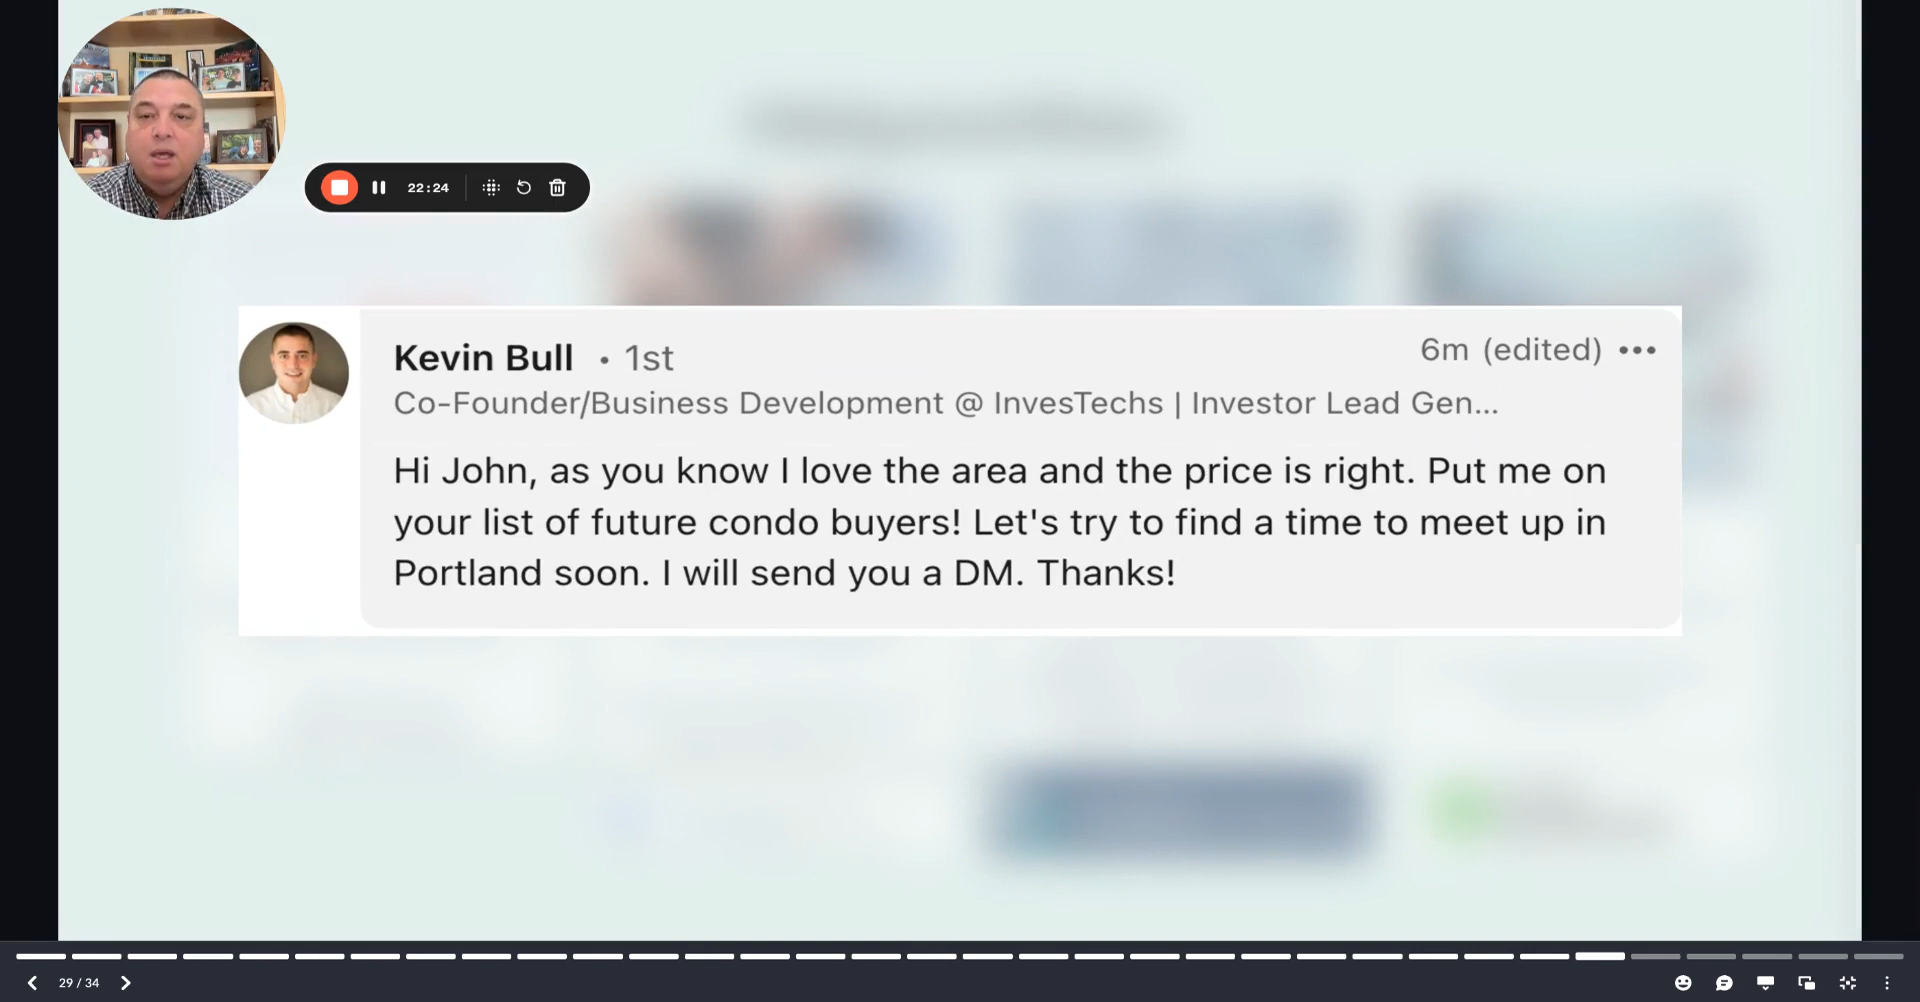 22:24
Kevin Bull • 1st
6m (edited) •••
Co-Founder/Business Development @ InvesTechs | Investor Lead Gen...
Hi John, as you know I love the area and the price is right. Put me on
your list of future condo buyers! Let's try to find a time to meet up in
Portland soon. I will send you a DM. Thanks!
29 / 34